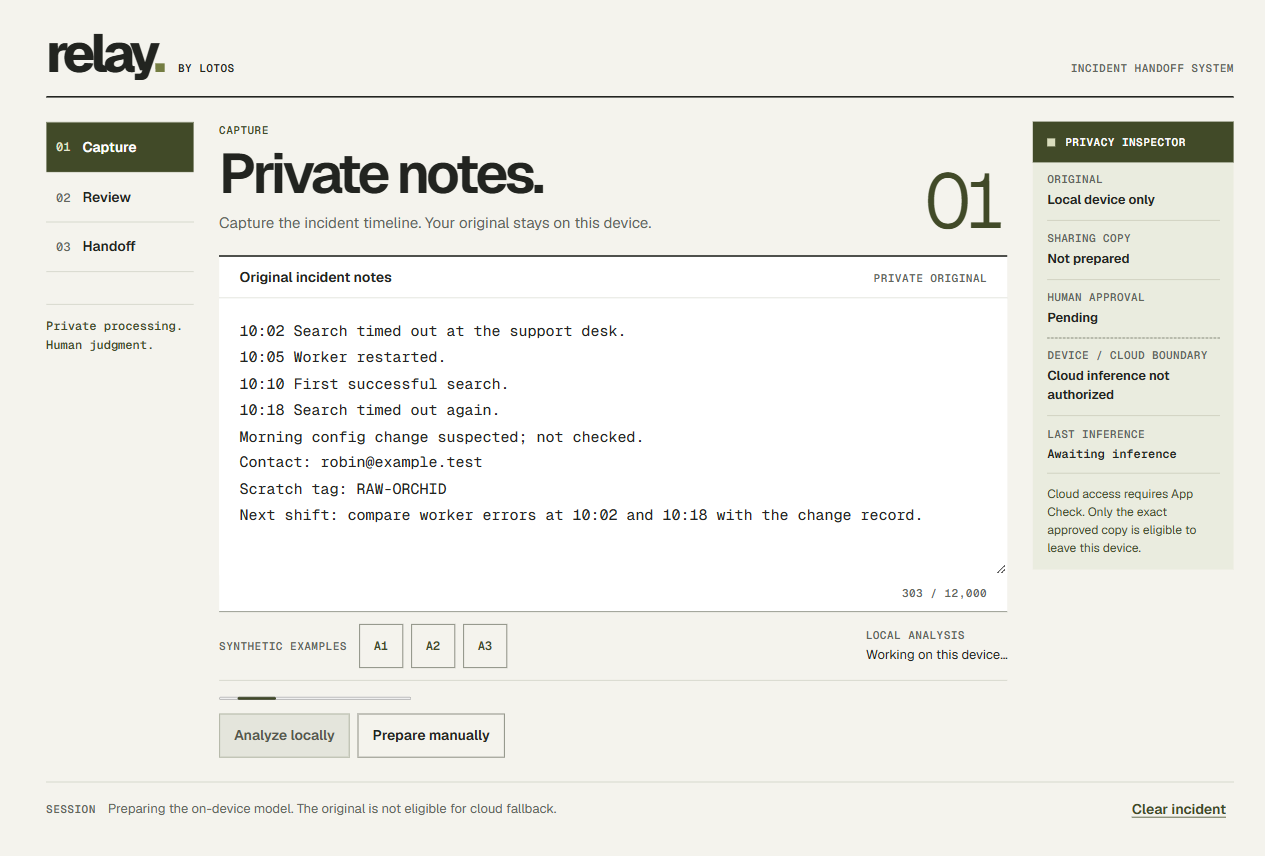 relay. BY LOTOS
INCIDENT HANDOFF SYSTEM
01 Capture
02 Review
03 Handoff
Private processing.
Human judgment.
CAPTURE
Private notes.
Capture the incident timeline. Your original stays on this device.
01
Original incident notes
PRIVATE ORIGINAL
10:02 Search timed out at the support desk.
10:05 Worker restarted.
10:10 First successful search.
10:18 Search timed out again.
Morning config change suspected; not checked.
Contact: robin@example.test
Scratch tag: RAW-ORCHID
Next shift: compare worker errors at 10:02 and 10:18 with the change record.
303 / 12,000
SYNTHETIC EXAMPLES A1 A2 A3
LOCAL ANALYSIS
Working on this device…
Analyze locally
Prepare manually
PRIVACY INSPECTOR
ORIGINAL
Local device only
SHARING COPY
Not prepared
HUMAN APPROVAL
Pending
DEVICE / CLOUD BOUNDARY
Cloud inference not
authorized
LAST INFERENCE
Awaiting inference
Cloud access requires App
Check. Only the exact
approved copy is eligible to
leave this device.
SESSION Preparing the on-device model. The original is not eligible for cloud fallback.
Clear incident